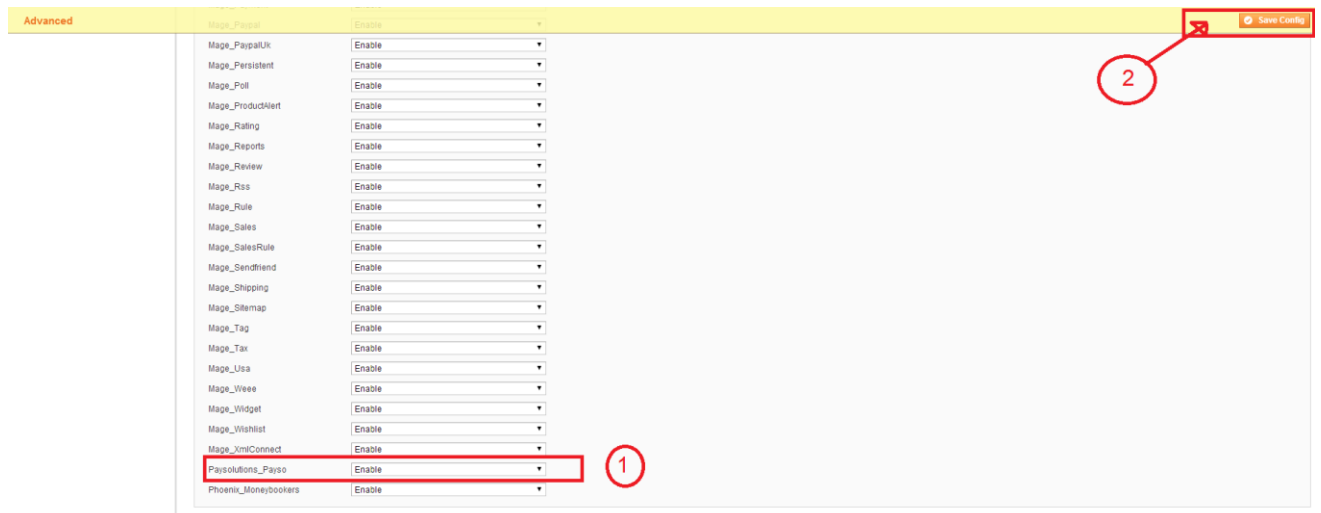 Advanced
Save Config
Mage_Paypal Enable
Mage_PaypalUk Enable
2
Mage_Persistent Enable
Mage_Poll Enable
Mage_ProductAlert Enable
Mage_Rating Enable
Mage_Reports Enable
Mage_Review Enable
Mage_Rss Enable
Mage_Rule Enable
Mage_Sales Enable
Mage_SalesRule Enable
Mage_Sendfriend Enable
Mage_Shipping Enable
Mage_Sitemap Enable
Mage_Tag Enable
Mage_Tax Enable
Mage_Usa Enable
Mage_Weee Enable
Mage_Widget Enable
Mage_Wishlist Enable
Mage_XmlConnect Enable
Paysolutions_Payso Enable
1
Phoenix_Moneybookers Enable